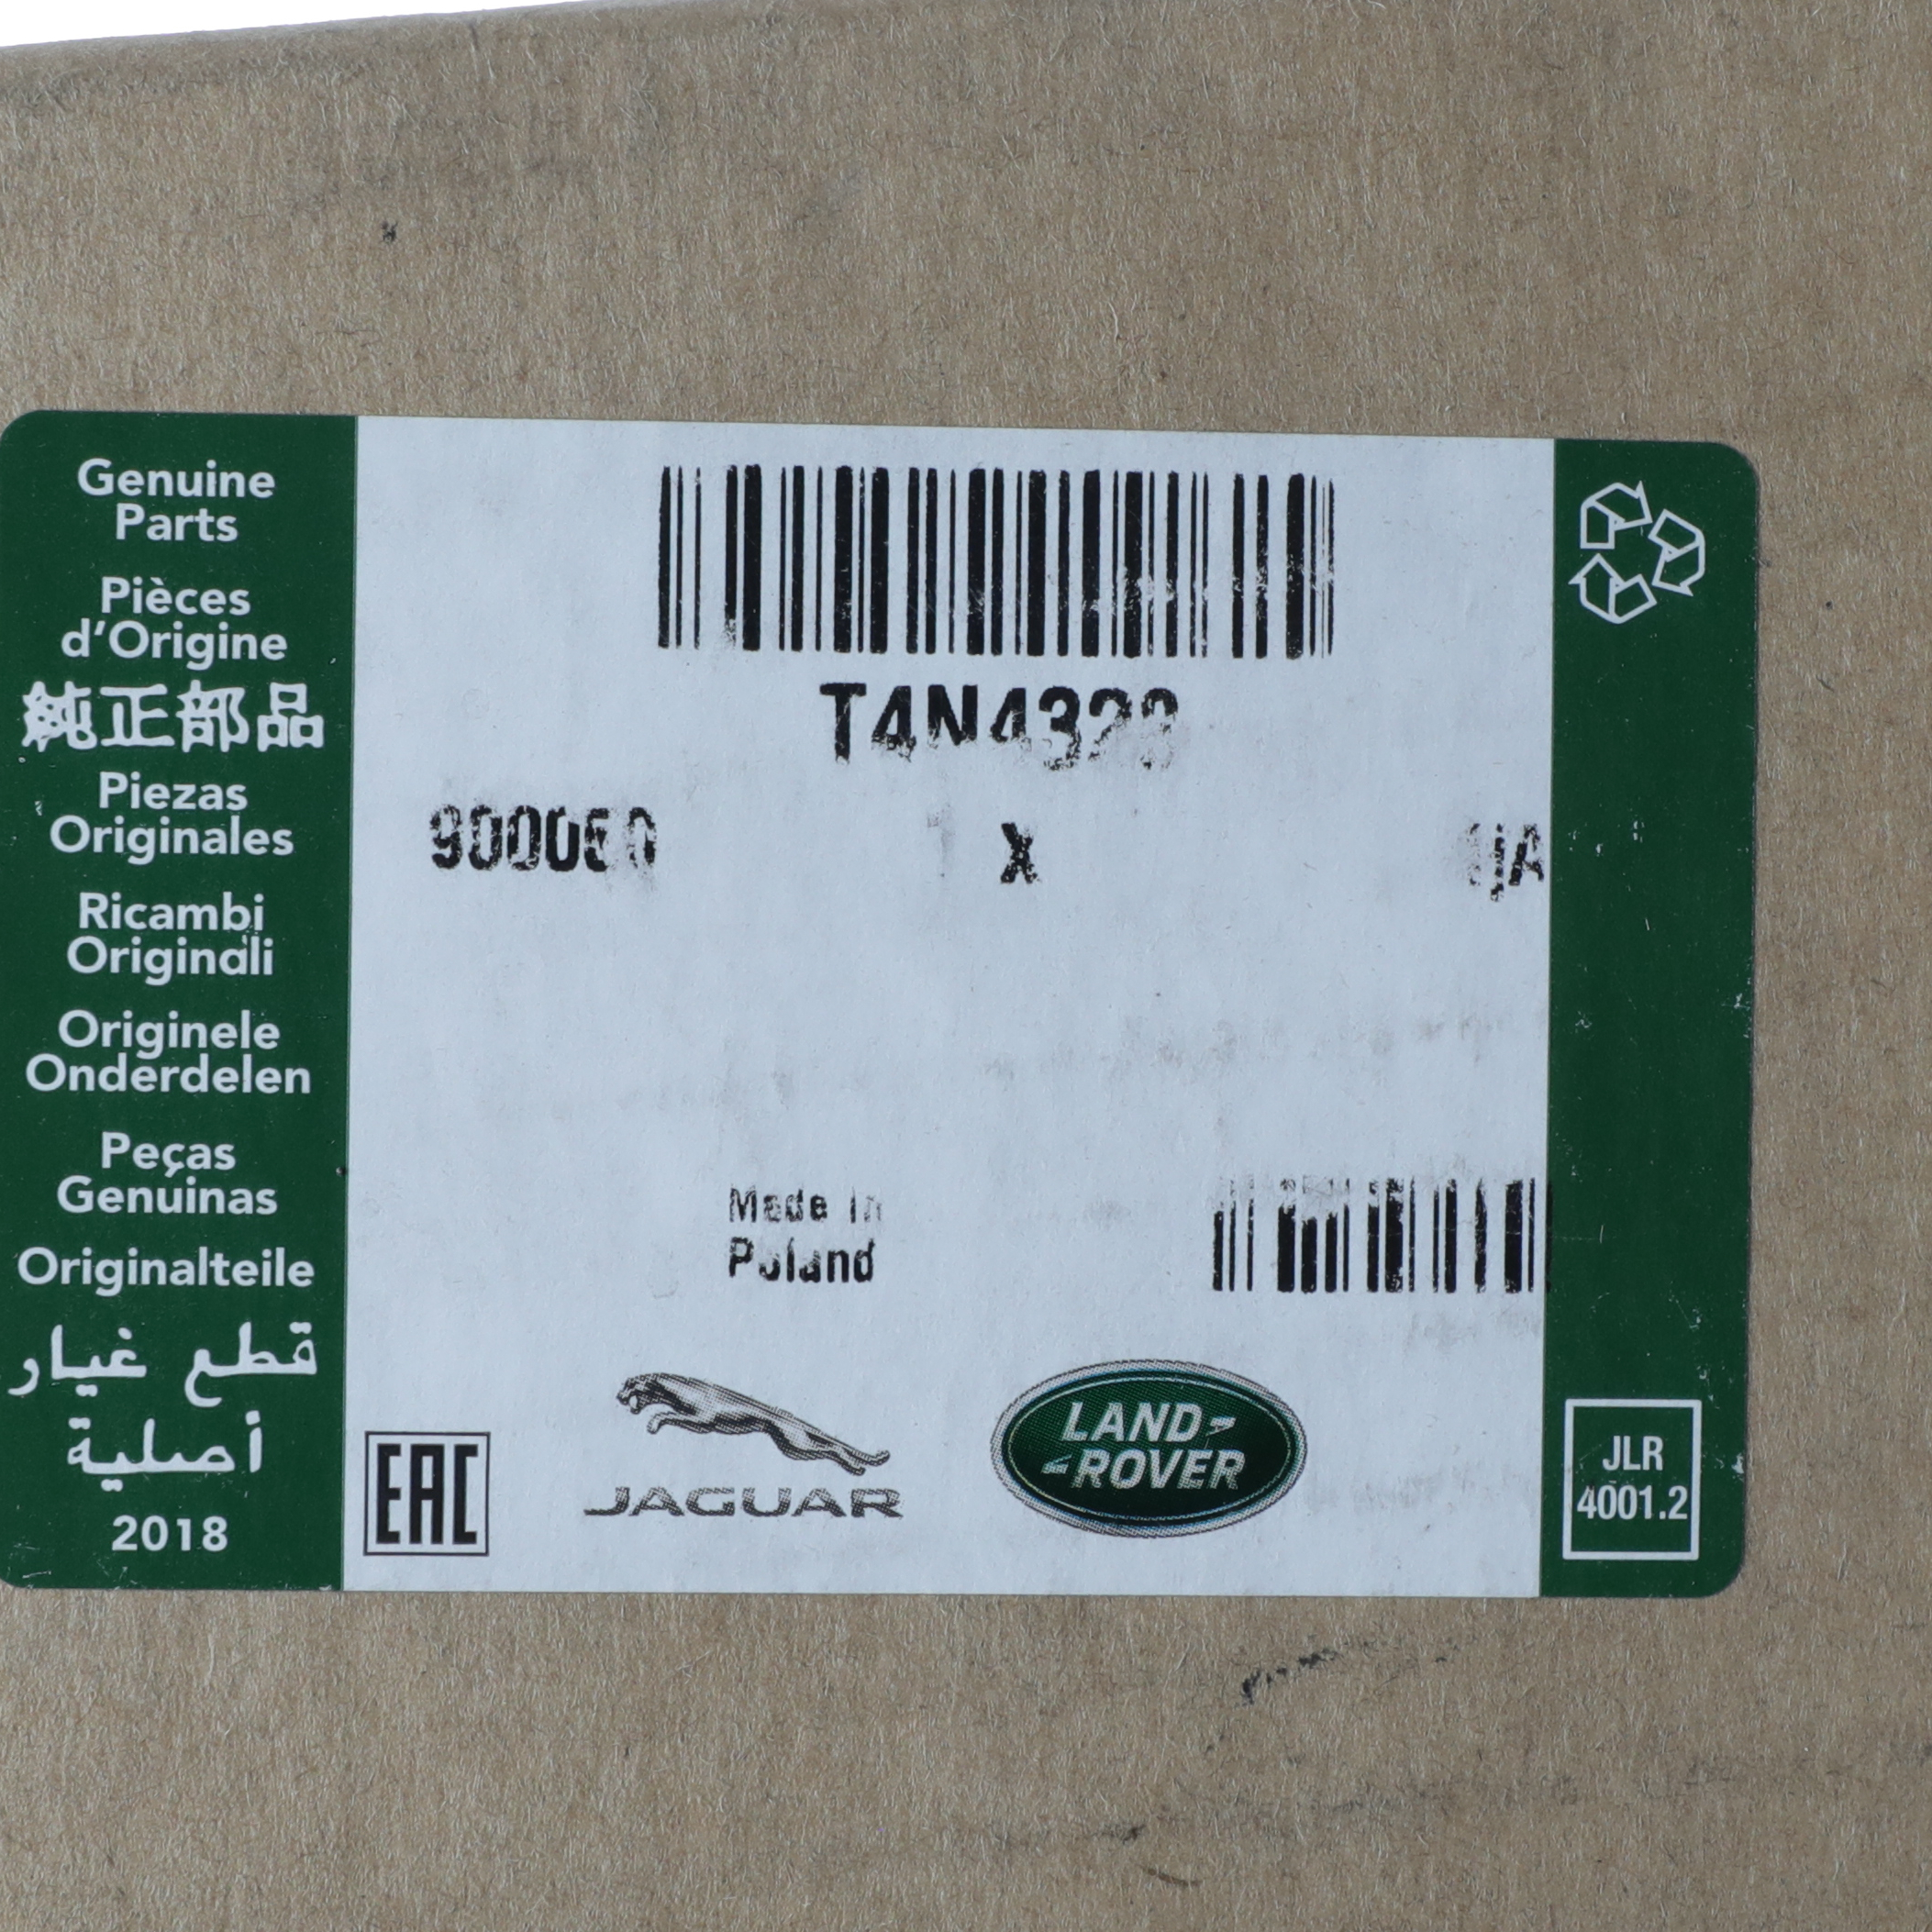 Genuine
Parts
Pièces
d'Origine
純正部品
Piezas
Originales
Ricambi
Originali
Originele
Onderdelen
Peças
Genuinas
Originalteile
قطع غيار
أصلية
2018
X
Made in
Poland
EAC
JAGUAR
LAND
ROVER
JLR
4001.2